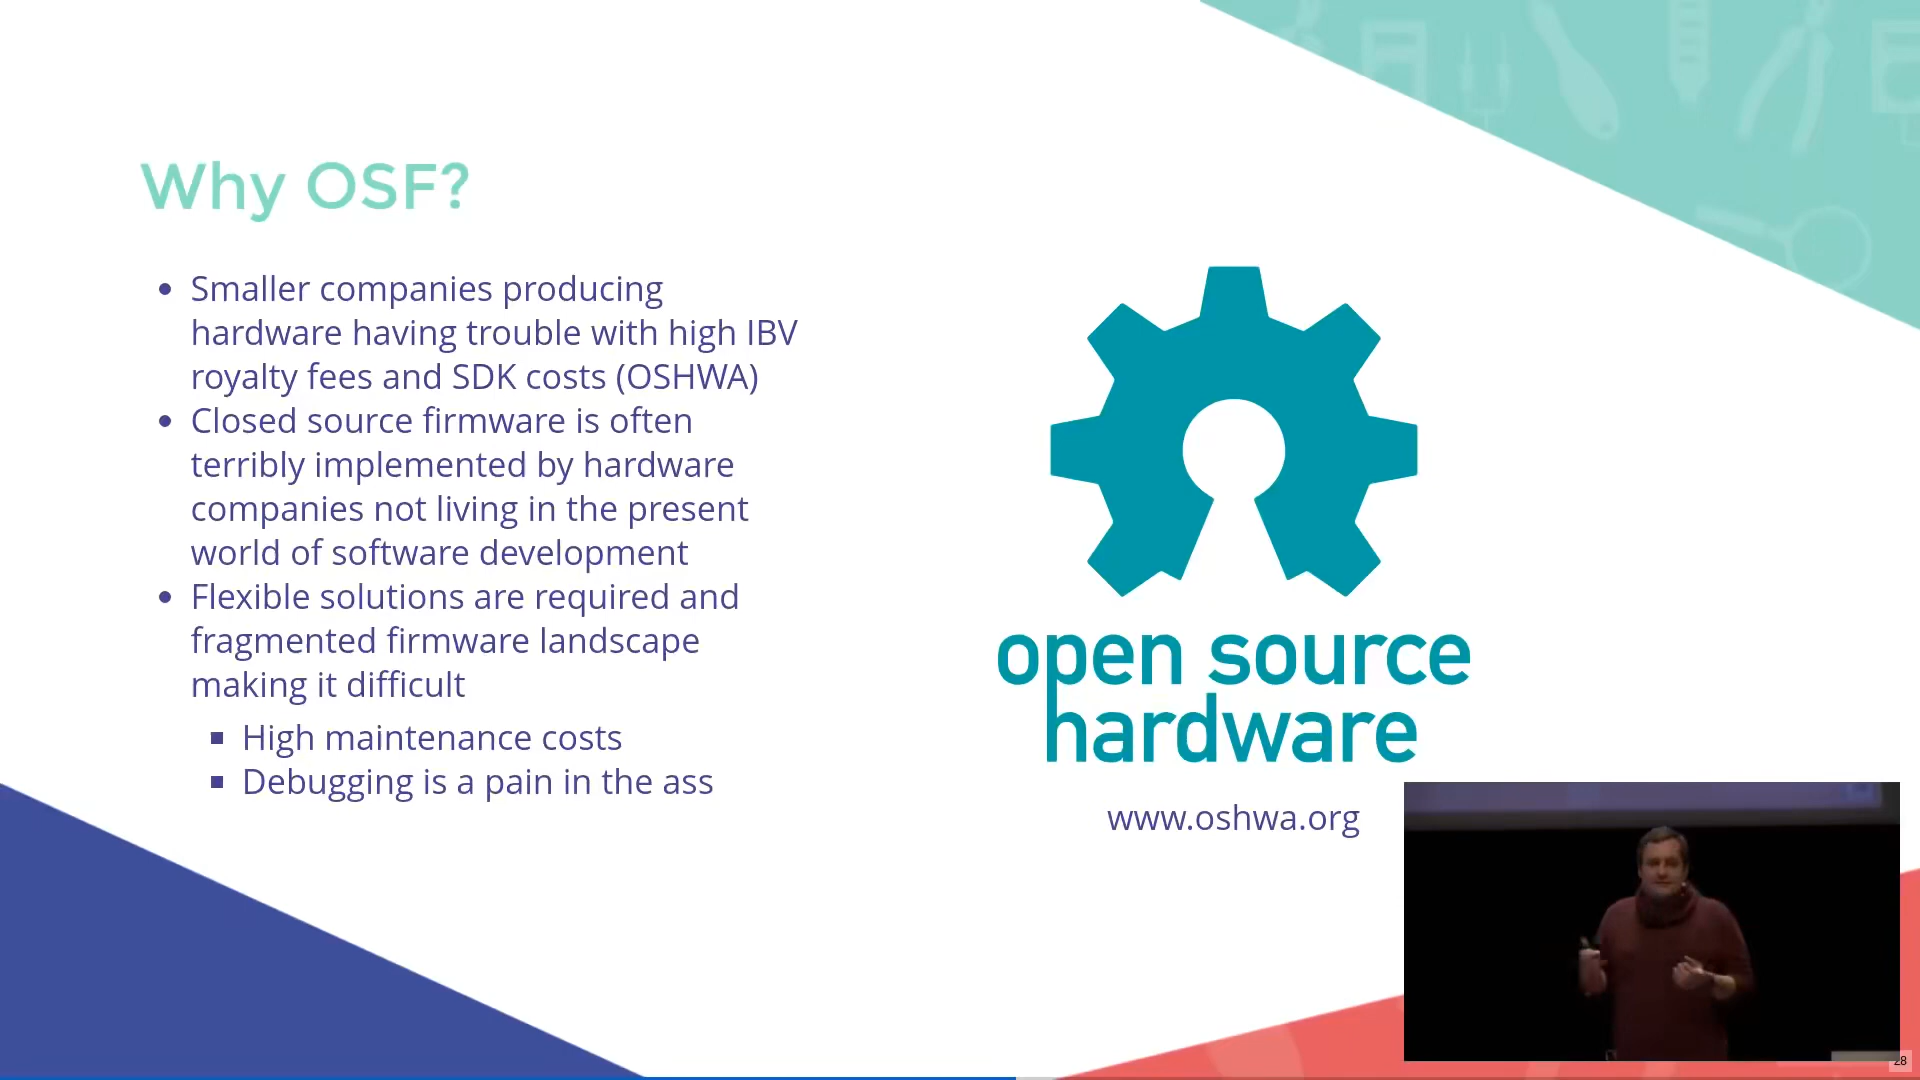 Why OSF?
Smaller companies producing
hardware having trouble with high IBV
royalty fees and SDK costs (OSHWA)
Closed source firmware is often
terribly implemented by hardware
companies not living in the present
world of software development
Flexible solutions are required and
fragmented firmware landscape
making it difficult
High maintenance costs
Debugging is a pain in the ass
open source
hardware
www.oshwa.org
28